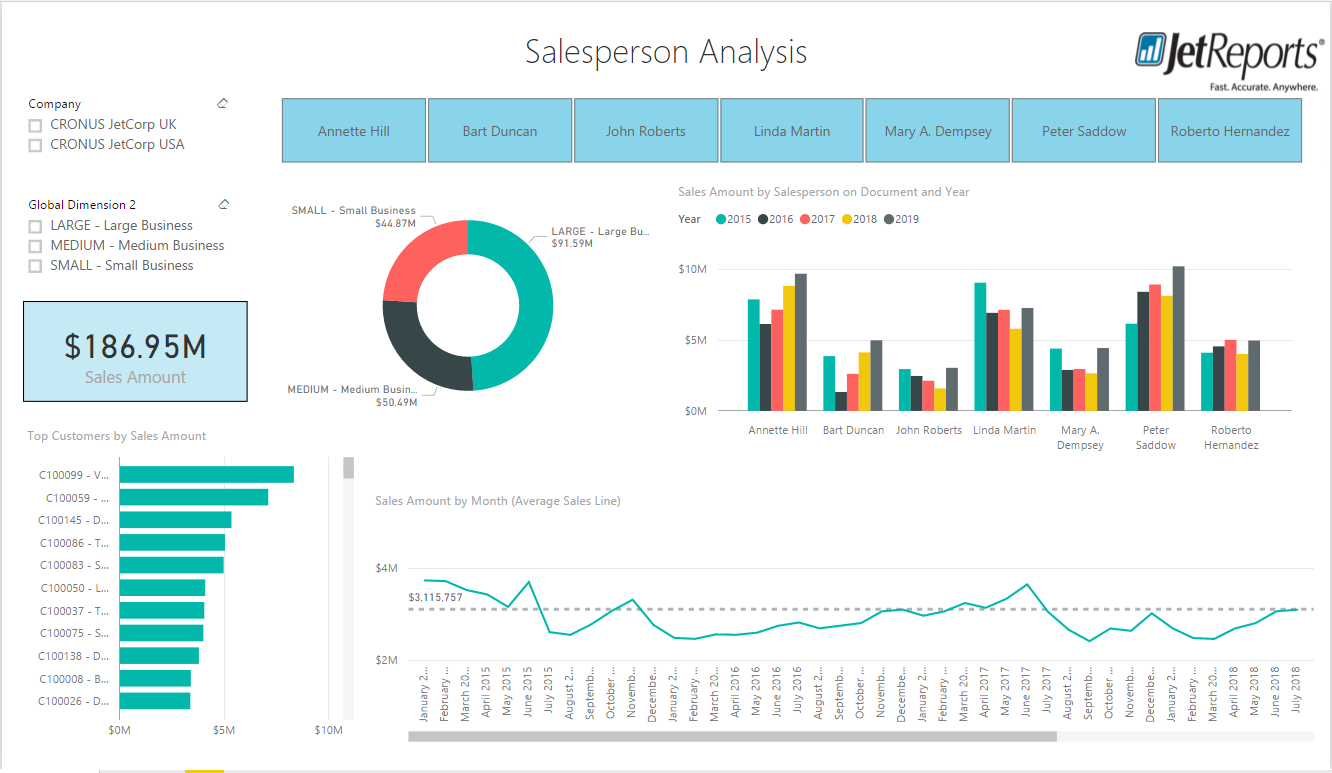 Salesperson Analysis
JetReports®
Fast. Accurate. Anywhere.
Company
CRONUS JetCorp UK
CRONUS JetCorp USA
Annette Hill
Bart Duncan
John Roberts
Linda Martin
Mary A. Dempsey
Peter Saddow
Roberto Hernandez
Global Dimension 2
LARGE - Large Business
MEDIUM - Medium Business
SMALL - Small Business
$186.95M
Sales Amount
SMALL - Small Business
$44.87M
LARGE - Large Bu...
$91.59M
MEDIUM - Medium Busin...
$50.49M
Sales Amount by Salesperson on Document and Year
Year 2015 2016 2017 2018 2019
$10M
$5M
$0M
Annette Hill
Bart Duncan
John Roberts
Linda Martin
Mary A.
Dempsey
Peter
Saddow
Roberto
Hernandez
Top Customers by Sales Amount
C100099 - V...
C100059 - ...
C100145 - D...
C100086 - T...
C100083 - S...
C100050 - L...
C100037 - T...
C100075 - S...
C100138 - D...
C100008 - B...
C100026 - D...
$0M
$5M
$10M
Sales Amount by Month (Average Sales Line)
$4M
$3,115,757
$2M
January 2...
February ...
March 20...
April 2015
May 2015
June 2015
July 2015
August 2...
Septemb...
October ...
Novemb...
Decembe...
January 2...
February ...
March 20...
April 2016
May 2016
June 2016
July 2016
August 2...
Septemb...
October ...
Novemb...
Decembe...
January 2...
February ...
March 20...
April 2017
May 2017
June 2017
July 2017
August 2...
Septemb...
October ...
Novemb...
Decembe...
January 2...
February ...
March 20...
April 2018
May 2018
June 2018
July 2018